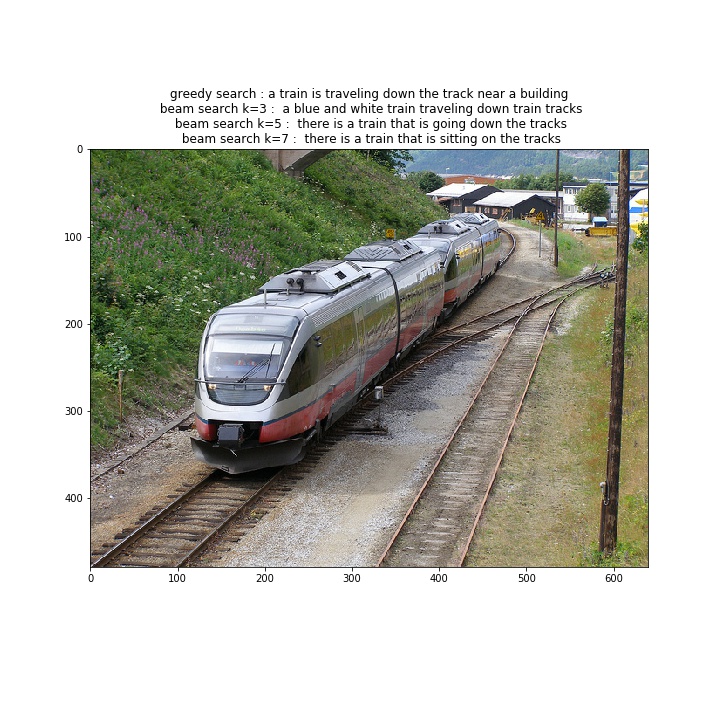 greedy search : a train is traveling down the track near a building
beam search k=3 :  a blue and white train traveling down train tracks
beam search k=5 :  there is a train that is going down the tracks
beam search k=7 :  there is a train that is sitting on the tracks
0
100
200
300
400
0 100 200 300 400 500 600